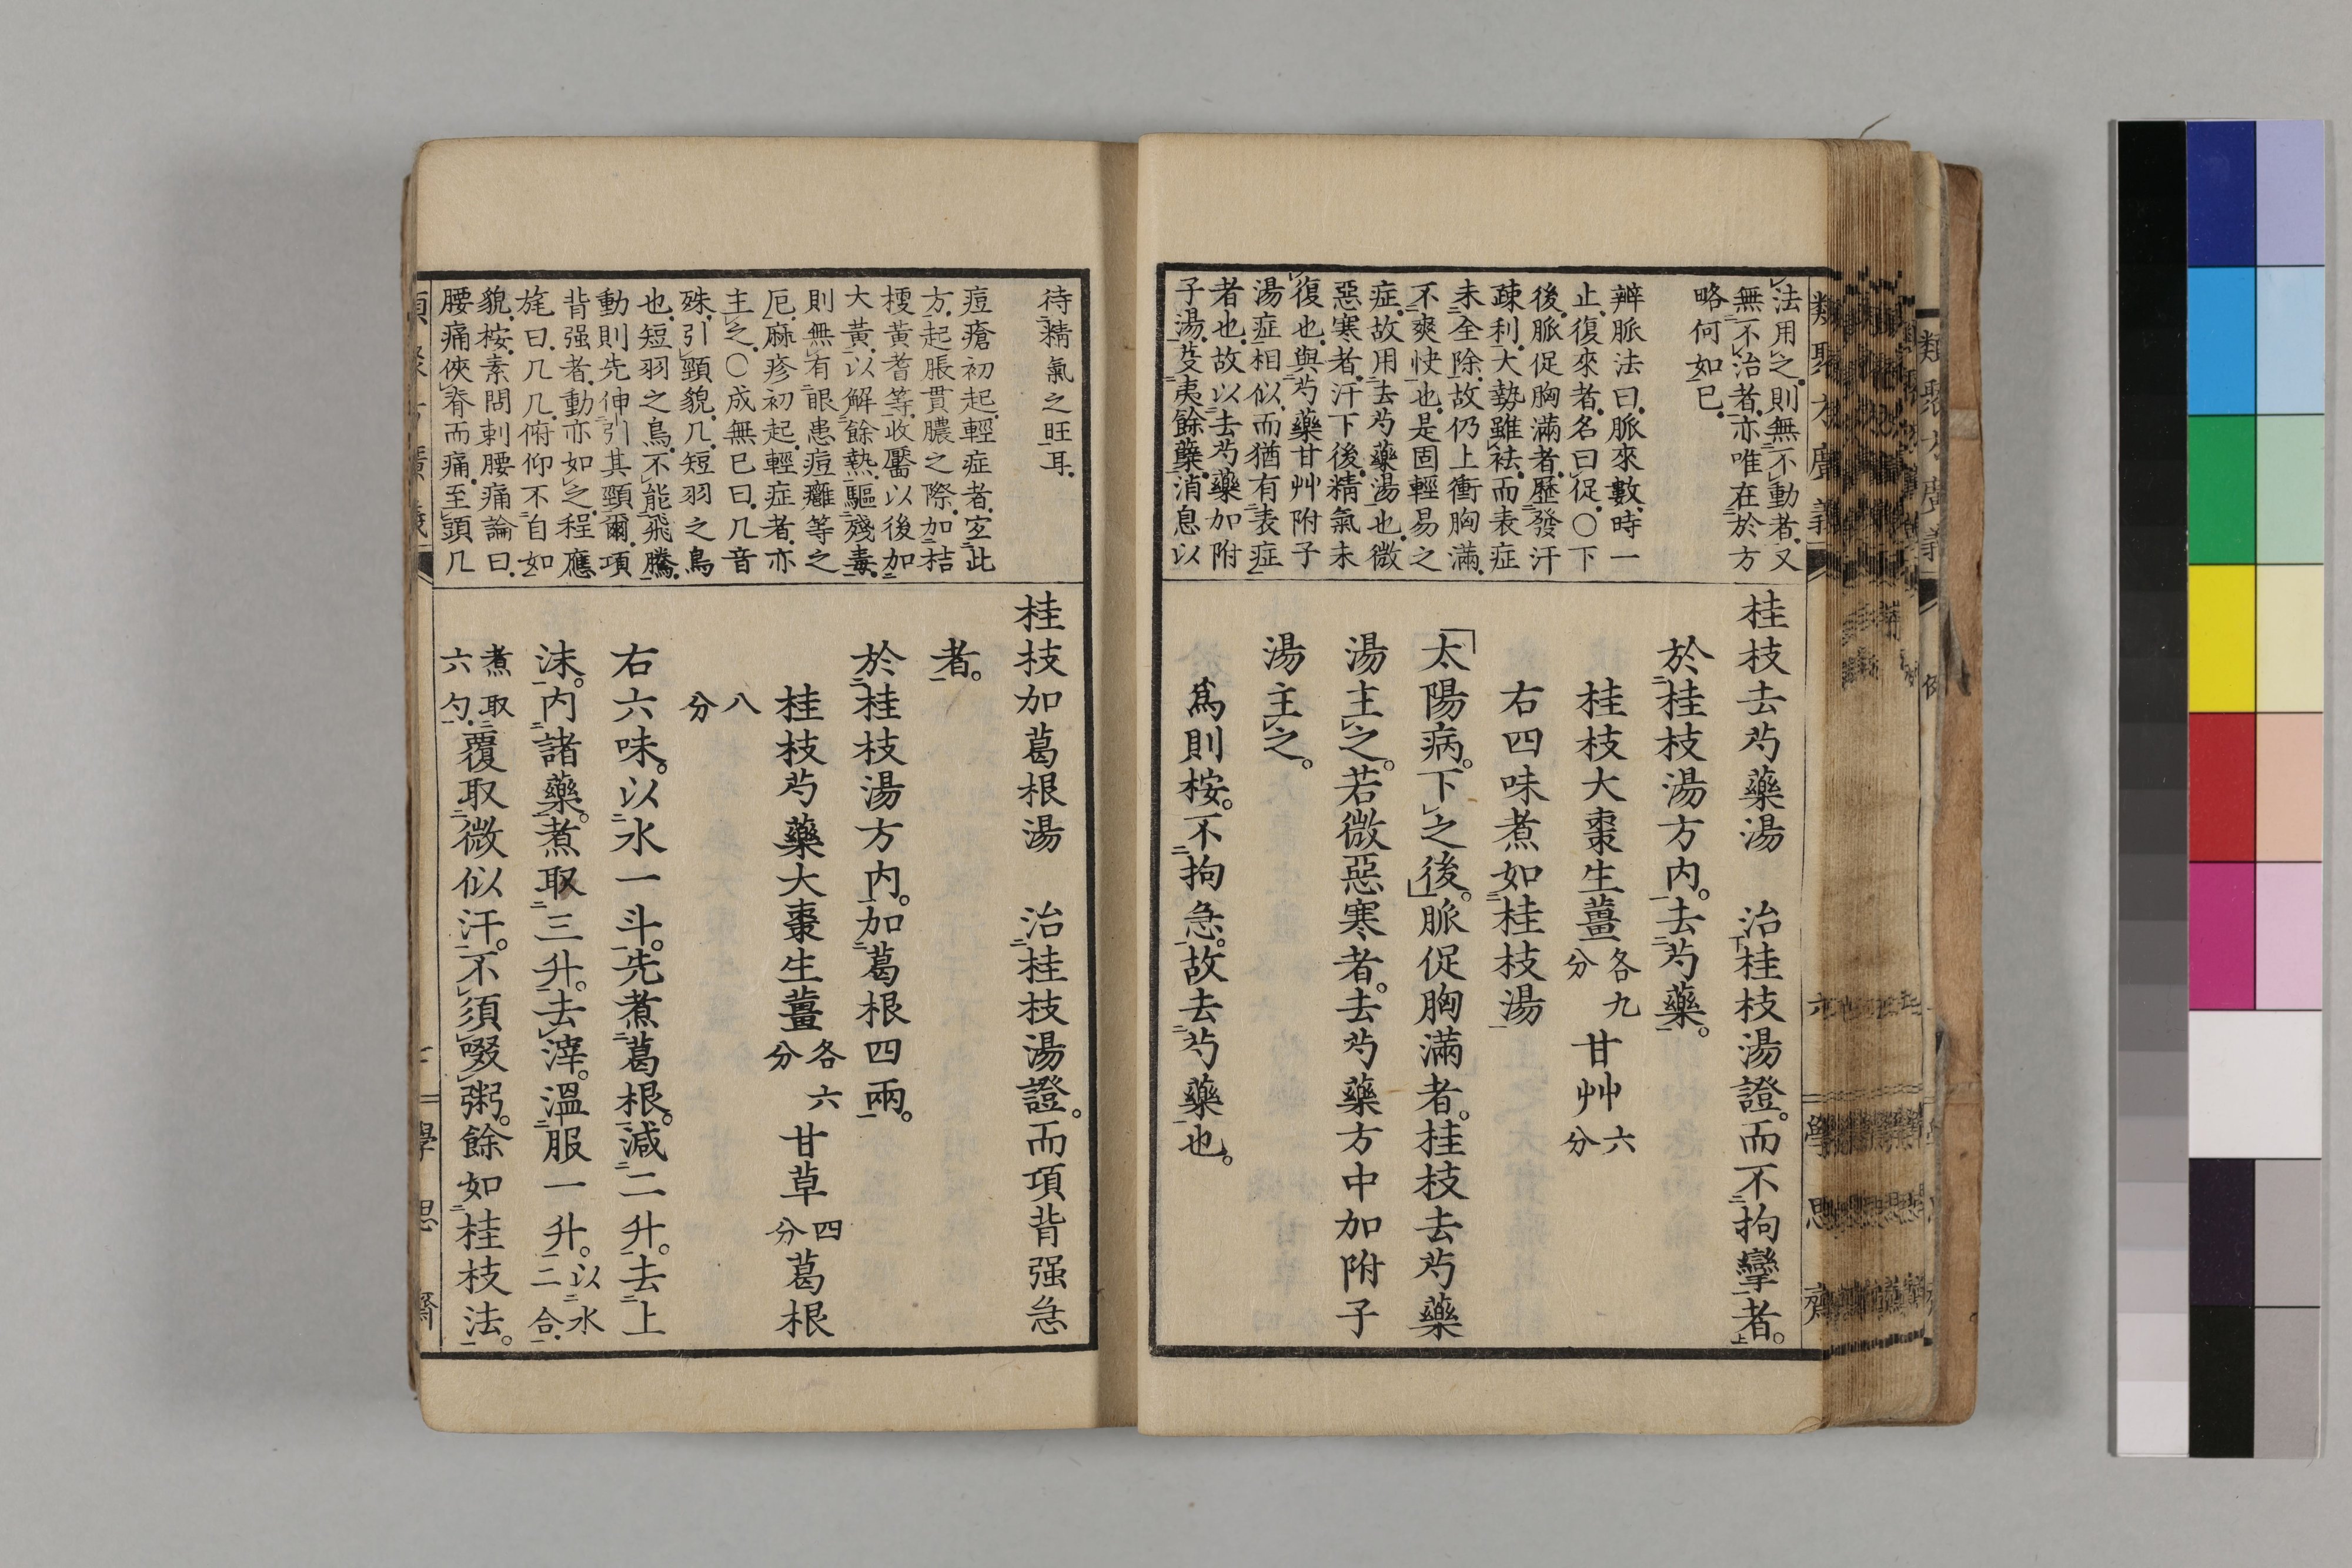 法用之則無不動者又
無不治者亦唯在於方
略何如已
辨脈法曰脈來數時一
止復來者名曰促〇下
後脈促胸滿者歷發汗
疎利大勢雖祛而表症
未全除故仍上衝胸滿
不爽快也是固輕易之
症故用去芍藥湯也微
惡寒者汗下後精氣未
復也與芍藥甘艸附子
湯症相似而猶有表症
者也故以去芍藥加附
子湯芟夷餘蘖消息以
桂枝去芍藥湯　治桂枝湯證而不拘攣者。
於桂枝湯方內。去芍藥。
桂枝大棗生薑各九分甘艸六分
右四味煮如桂枝湯
「太陽病。下之後」。脈促胸滿者。桂枝去芍藥
湯主之。若微惡寒者。去芍藥方中加附子
湯主之。
爲則桉。不拘急。故去芍藥也。
類聚方廣義
學思齋
待精氣之旺耳
痘瘡初起輕症者宜此
方起脹貫膿之際加桔
梗黃耆等收靨以後加
大黃以解餘熱驅殘毒
則無有眼患痘癰等之
厄麻疹初起輕症者亦
主之〇成無已曰几音
殊引頸貌几短羽之鳥
也短羽之鳥不能飛騰
動則先伸引其頸爾項
背强者動亦如之程應
旄曰几几俯仰不自如
貌桉素問刺腰痛論曰
腰痛俠脊而痛至頭几
桂枝加葛根湯　治桂枝湯證。而項背强急
者。
於桂枝湯方內。加葛根四兩。
桂枝芍藥大棗生薑各六分甘草四分葛根
八分
右六味。以水一斗。先煮葛根。減二升。去上
沫。內諸藥。煮取三升。去滓。溫服一升。以水二合
煮取六勺覆取微似汗。不須啜粥。餘如桂枝法。